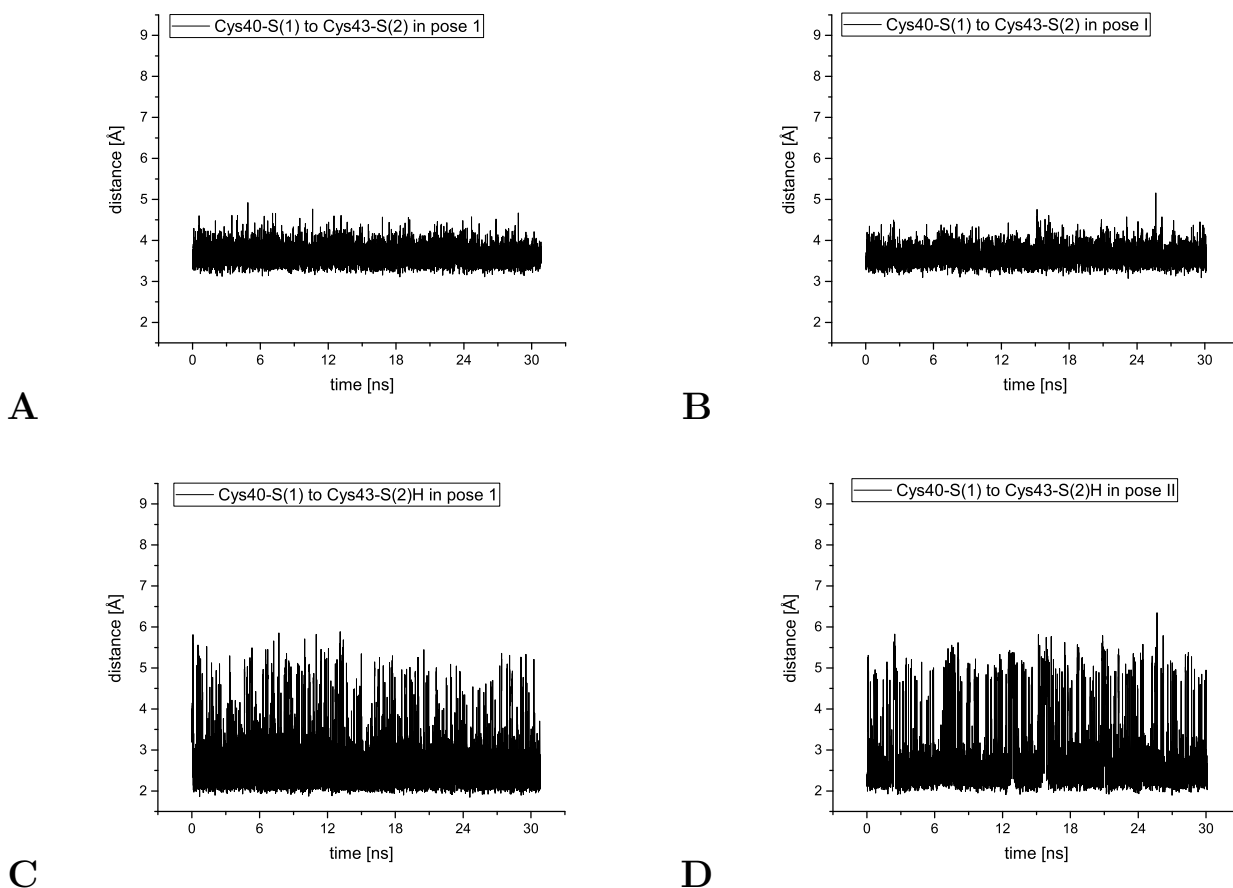 Cys40-S(1) to Cys43-S(2) in pose 1
9
8
7
6
5
4
3
2
distance [Å]
0 6 12 18 24 30
time [ns]
A
Cys40-S(1) to Cys43-S(2) in pose I
9
8
7
6
5
4
3
2
distance [Å]
0 6 12 18 24 30
time [ns]
B
Cys40-S(1) to Cys43-S(2)H in pose 1
9
8
7
6
5
4
3
2
distance [Å]
0 6 12 18 24 30
time [ns]
C
Cys40-S(1) to Cys43-S(2)H in pose II
9
8
7
6
5
4
3
2
distance [Å]
0 6 12 18 24 30
time [ns]
D